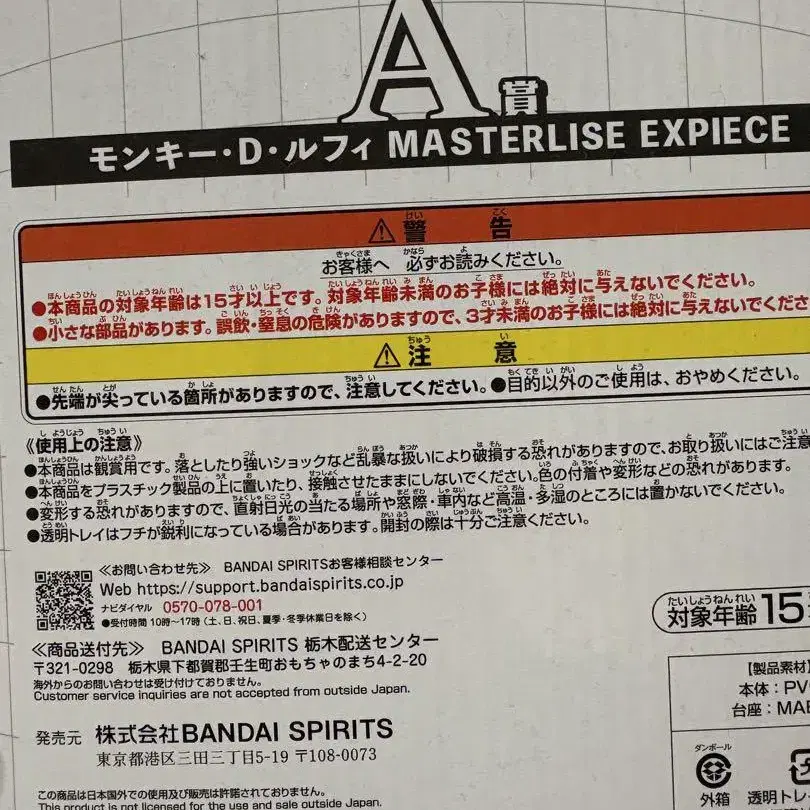 A賞
モンキー・D・ルフィ MASTERLISE EXPIECE
⚠警告
お客様へ 必ずお読みください。
●本商品の対象年齢は15才以上です。対象年齢未満のお子様には絶対に与えないでください。
●小さな部品があります。誤飲・窒息の危険がありますので、3才未満のお子様には絶対に与えないでくださ
⚠注意
●先端が尖っている箇所がありますので、注意してください。●目的以外のご使用は、おやめください。
《使用上の注意》
●本商品は観賞用です。落としたり強いショックなど乱暴な扱いにより破損する恐れがありますので、お取り扱いにはご注意
●本商品をプラスチック製品の上に置いたり、接触させたままにしないでください。色の付着や変形などの恐れがあります。
●変形する恐れがありますので、直射日光の当たる場所や窓際・車内など高温・多湿のところには置かないでください。
●透明トレイはフチが鋭利になっている場合があります。開封の際は十分ご注意ください。
≪お問い合わせ先≫ BANDAI SPIRITSお客様相談センター
Web https://support.bandaispirits.co.jp
ナビダイヤル 0570-078-001
●受付時間 10時〜17時(土、日、祝日、夏季・冬季休業日を除く)
≪商品送付先≫ BANDAI SPIRITS 栃木配送センター
〒321-0298 栃木県下都賀郡壬生町おもちゃのまち4-2-20
海外からのお問い合わせは受け付けておりません。
Customer service inquiries are not accepted from outside Japan.
発売元 株式会社BANDAI SPIRITS
東京都港区三田三丁目5-19 〒108-0073
この商品は日本国外での使用及び販売は許諾されておりません。
This product is not licensed for the use and sale outside Japan.
対象年齢15
【製品素材】
本体:PV
台座:MAB
ダンボール
外箱
透明トレ